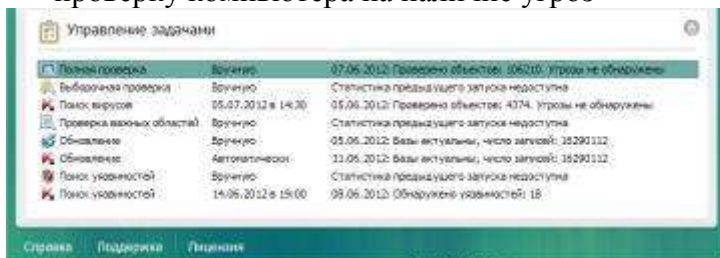 проверку компьютера на наличие угроз
Управление задачами
Полная проверка Вручную 07.06.2012: Проверено объектов: 106210. Угрозы не обнаружены
Выборочная проверка Вручную Статистика предыдущего запуска недоступна
Поиск вирусов 05.07.2012 в 14:30 05.06.2012: Проверено объектов: 4374. Угрозы не обнаружены
Проверка важных областей Вручную Статистика предыдущего запуска недоступна
Обновление Вручную 05.06.2012: Базы актуальны, число записей: 16290112
Обновление Автоматически 11.06.2012: Базы актуальны, число записей: 16290112
Поиск уязвимостей Вручную Статистика предыдущего запуска недоступна
Поиск уязвимостей 14.06.2012 в 19:00 08.06.2012: Обнаружено уязвимостей: 18
Справка Поддержка Лицензия